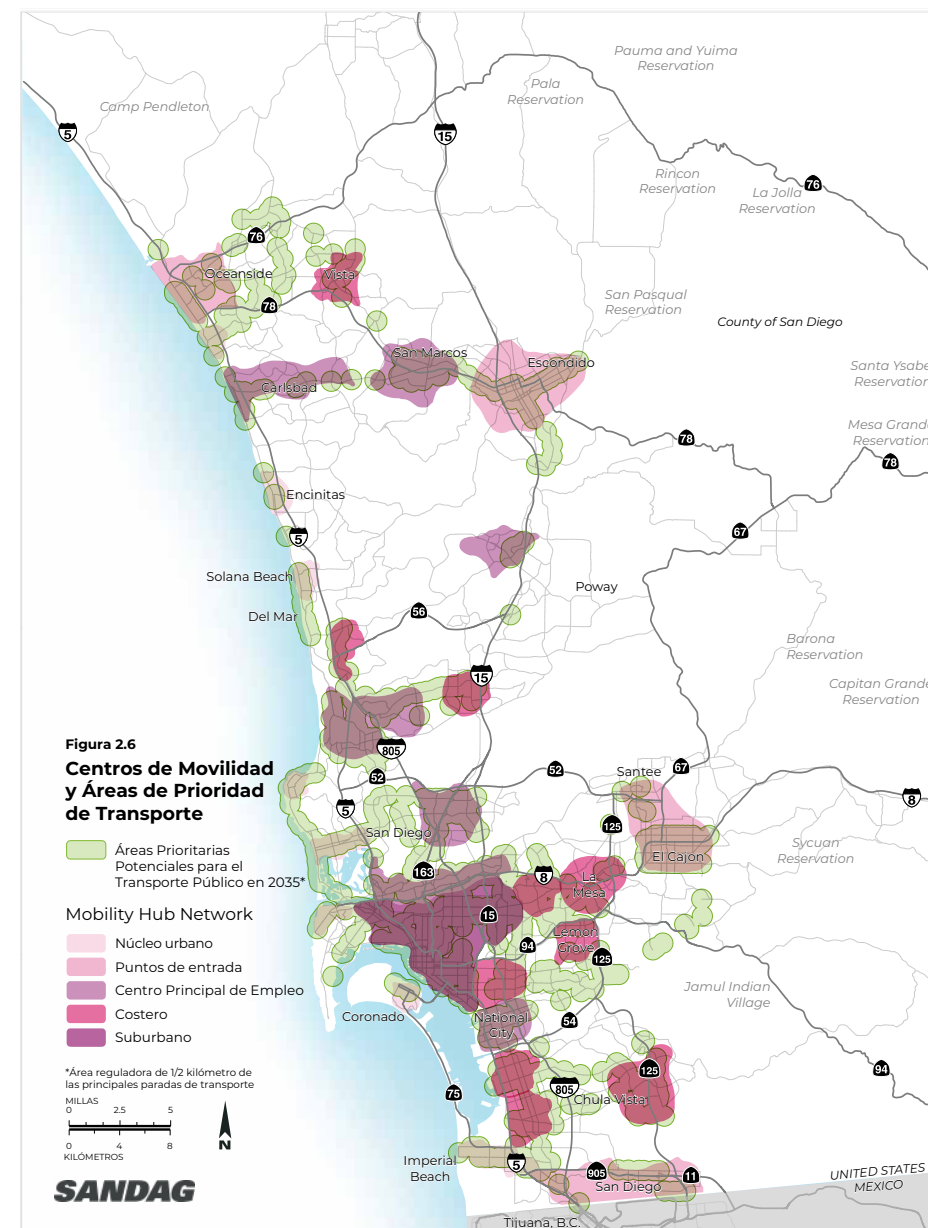 Pauma and Yuima
Reservation
Pala
Reservation
Camp Pendleton
5
15
Rincon
Reservation
La Jolla
Reservation
76
76
Oceanside
Vista
78
San Pasqual
Reservation
County of San Diego
San Marcos
Escondido
Carlsbad
Santa Ysabe
Reservation
Mesa Grande
Reservation
78
78
Encinitas
67
5
Solana Beach
Poway
Del Mar
56
Barona
Reservation
15
Capitan Grande
Reservation
805
Figura 2.6
Centros de Movilidad
y Áreas de Prioridad
de Transporte
52
52
Santee
67
5
8
125
San Diego
El Cajon
Sycuan
Reservation
Áreas Prioritarias
Potenciales para el
Transporte Público en 2035*
163
8
La
Mesa
Mobility Hub Network
Núcleo urbano
Puntos de entrada
Centro Principal de Empleo
Costero
Suburbano
15
94
Lemon
Grove
125
Jamul Indian
Village
Coronado
National
City
54
*Área reguladora de 1/2 kilómetro de
las principales paradas de transporte
MILLAS
0 2.5 5
0 4 8
KILÓMETROS
N
75
805
125
Chula Vista
94
Imperial
Beach
5
905
San Diego
11
UNITED STATES
MEXICO
SANDAG
Tijuana, B.C.